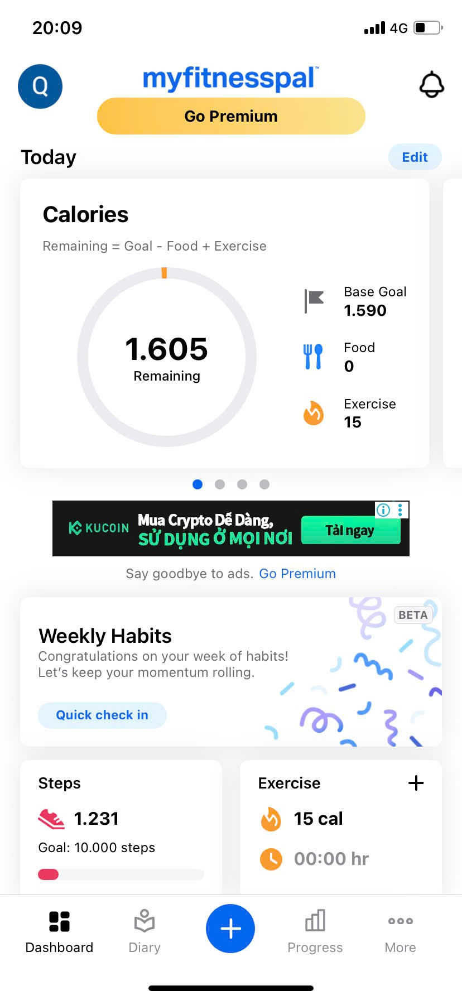 20:09
4G
Q
myfitnesspal™
Go Premium
Today
Edit
Calories
Remaining = Goal - Food + Exercise
1.605
Remaining
Base Goal
1.590
Food
0
Exercise
15
KUCOIN
Mua Crypto Dễ Dàng,
SỬ DỤNG Ở MỌI NƠI
Tải ngay
Say goodbye to ads. Go Premium
BETA
Weekly Habits
Congratulations on your week of habits!
Let’s keep your momentum rolling.
Quick check in
Steps
1.231
Goal: 10.000 steps
Exercise
15 cal
00:00 hr
Dashboard
Diary
Progress
More